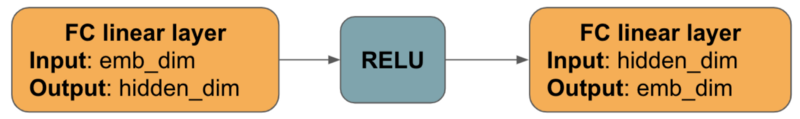 FC linear layer
Input: emb_dim
Output: hidden_dim
RELU
FC linear layer
Input: hidden_dim
Output: emb_dim